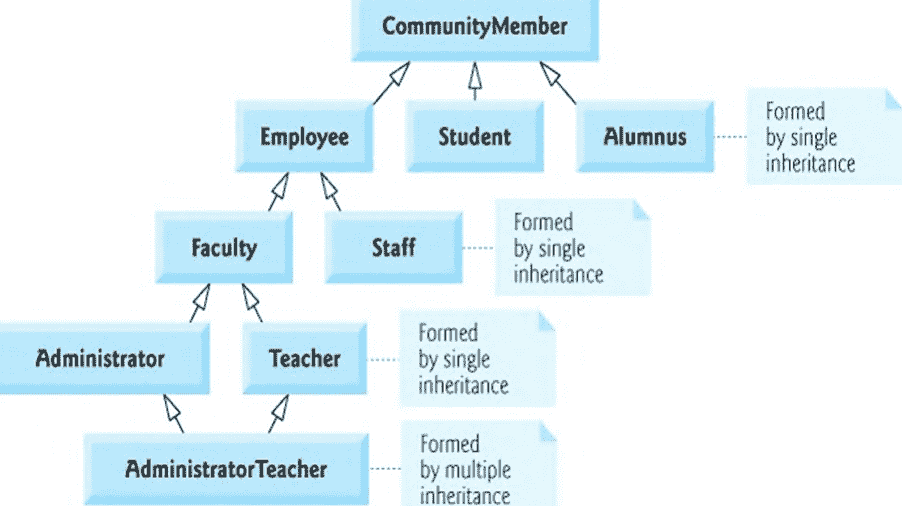 CommunityMember
Employee
Student
Alumnus
Formed
by single
inheritance
Faculty
Staff
Formed
by single
inheritance
Administrator
Teacher
Formed
by single
inheritance
AdministratorTeacher
Formed
by multiple
inheritance